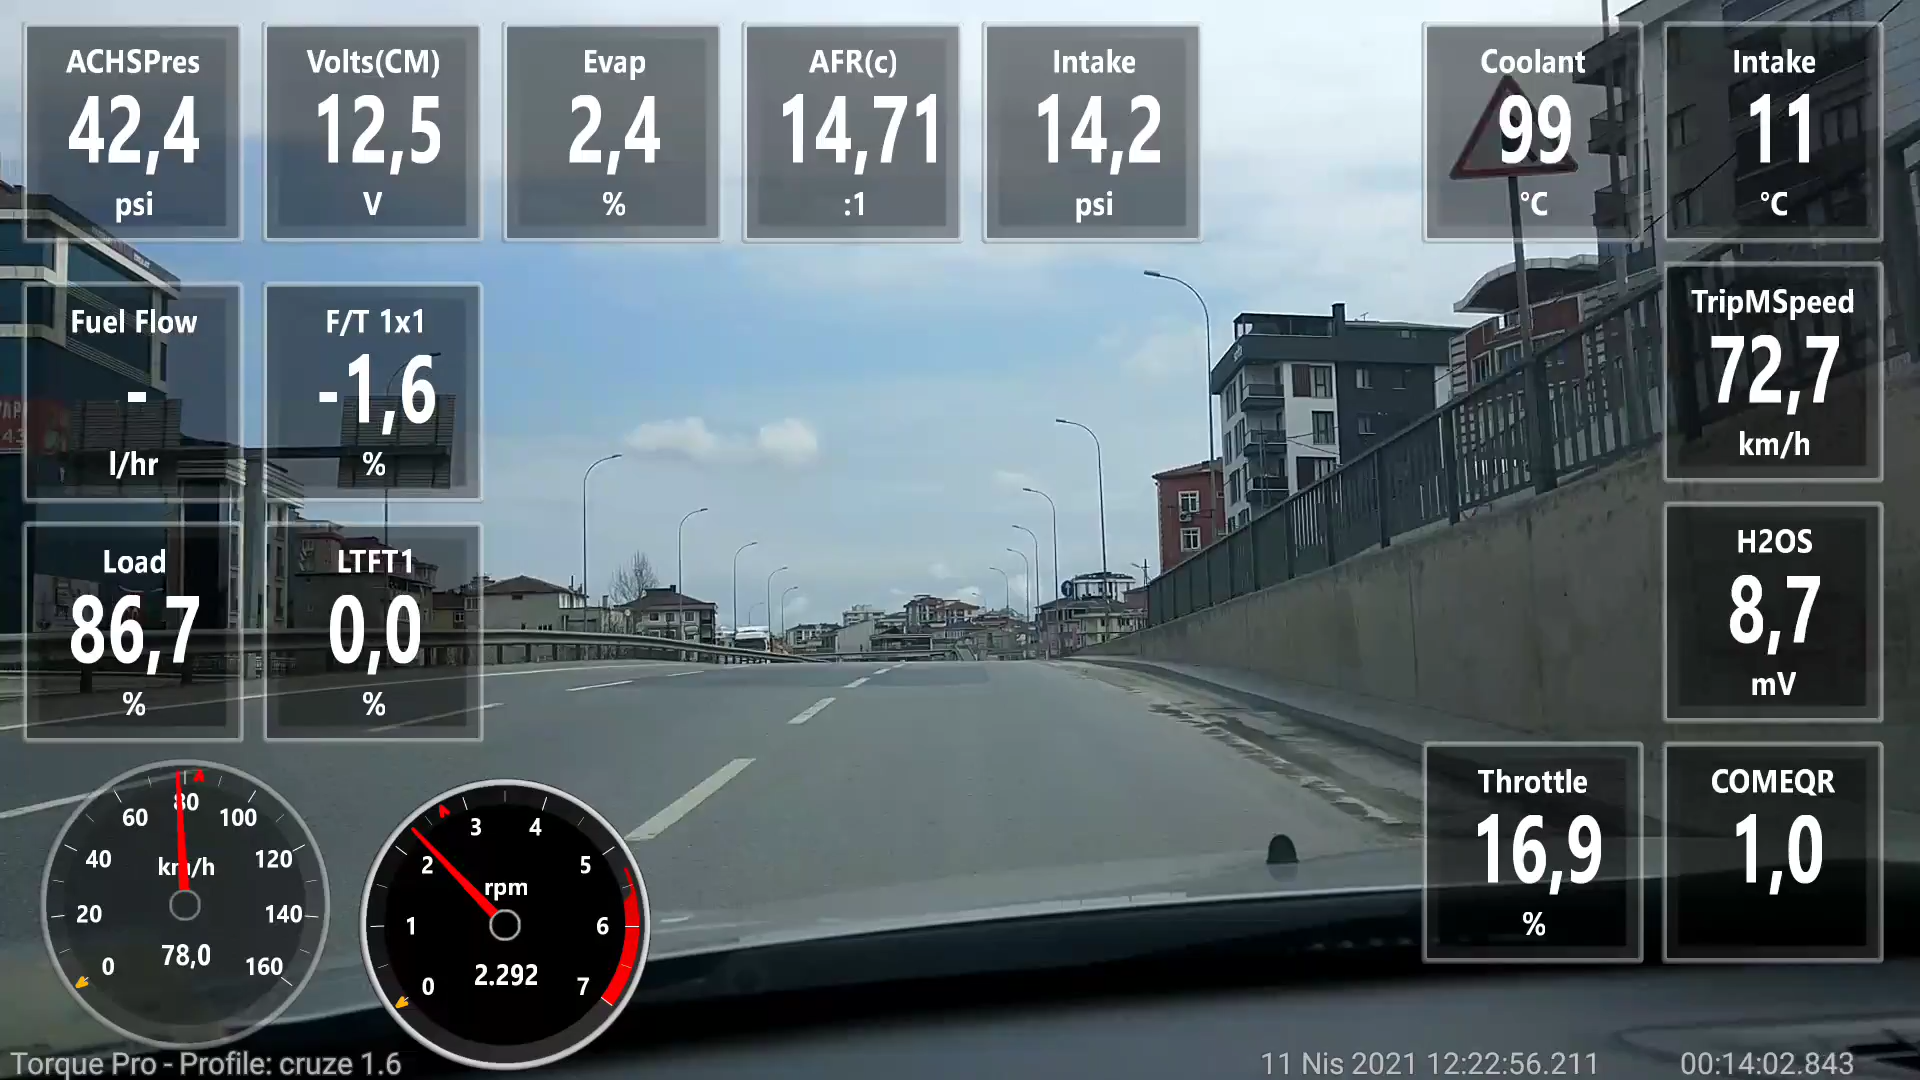 ACHSPres
42,4
psi
Volts(CM)
12,5
V
Evap
2,4
%
AFR(c)
14,71
:1
Intake
14,2
psi
Coolant
99
°C
Intake
11
°C
Fuel Flow
-
l/hr
F/T 1x1
-1,6
%
TripMSpeed
72,7
km/h
Load
86,7
%
LTFT1
0,0
%
H2OS
8,7
mV
Throttle
16,9
%
COMEQR
1,0
0
20
40
60
80
100
120
140
160
km/h
78,0
0
1
2
3
4
5
6
7
rpm
2.292
Torque Pro - Profile: cruze 1.6
11 Nis 2021 12:22:56.211
00:14:02.843